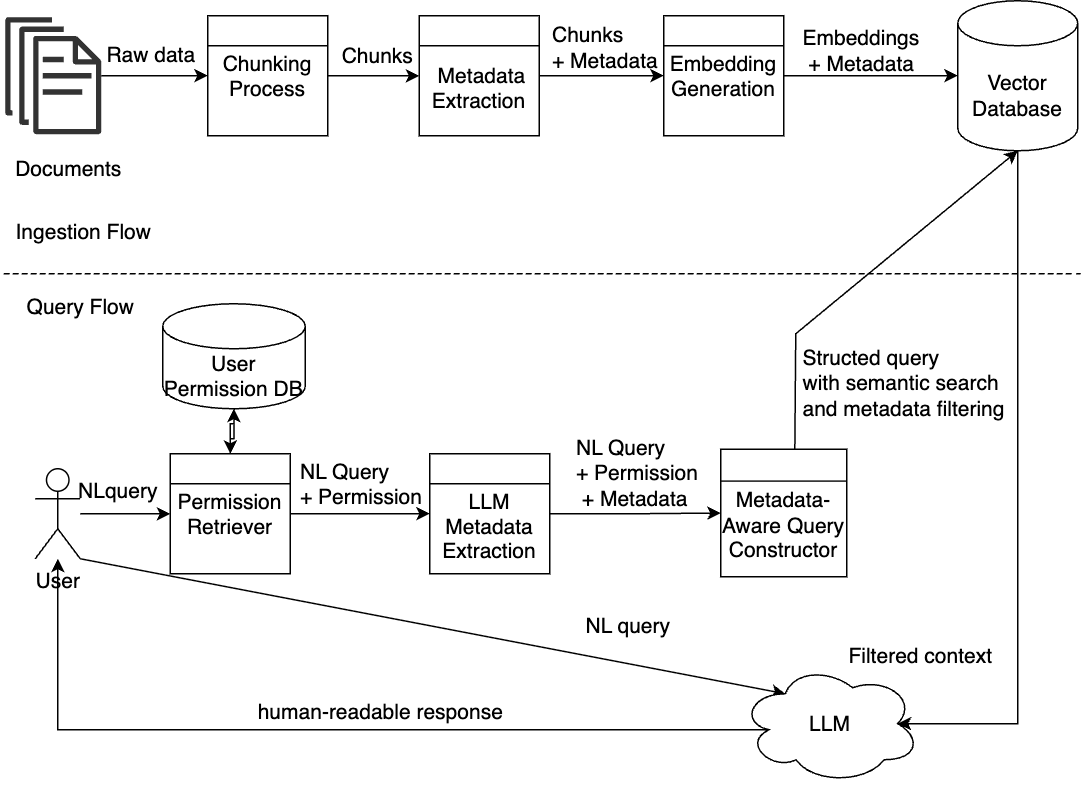 Raw data
Chunking
Process
Chunks
Metadata
Extraction
Chunks
+ Metadata
Embedding
Generation
Embeddings
+ Metadata
Vector
Database
Documents
Ingestion Flow
Query Flow
User
Permission DB
Structed query
with semantic search
and metadata filtering
NLquery
Permission
Retriever
NL Query
+ Permission
LLM
Metadata
Extraction
NL Query
+ Permission
+ Metadata
Metadata-
Aware Query
Constructor
User
NL query
Filtered context
human-readable response
LLM